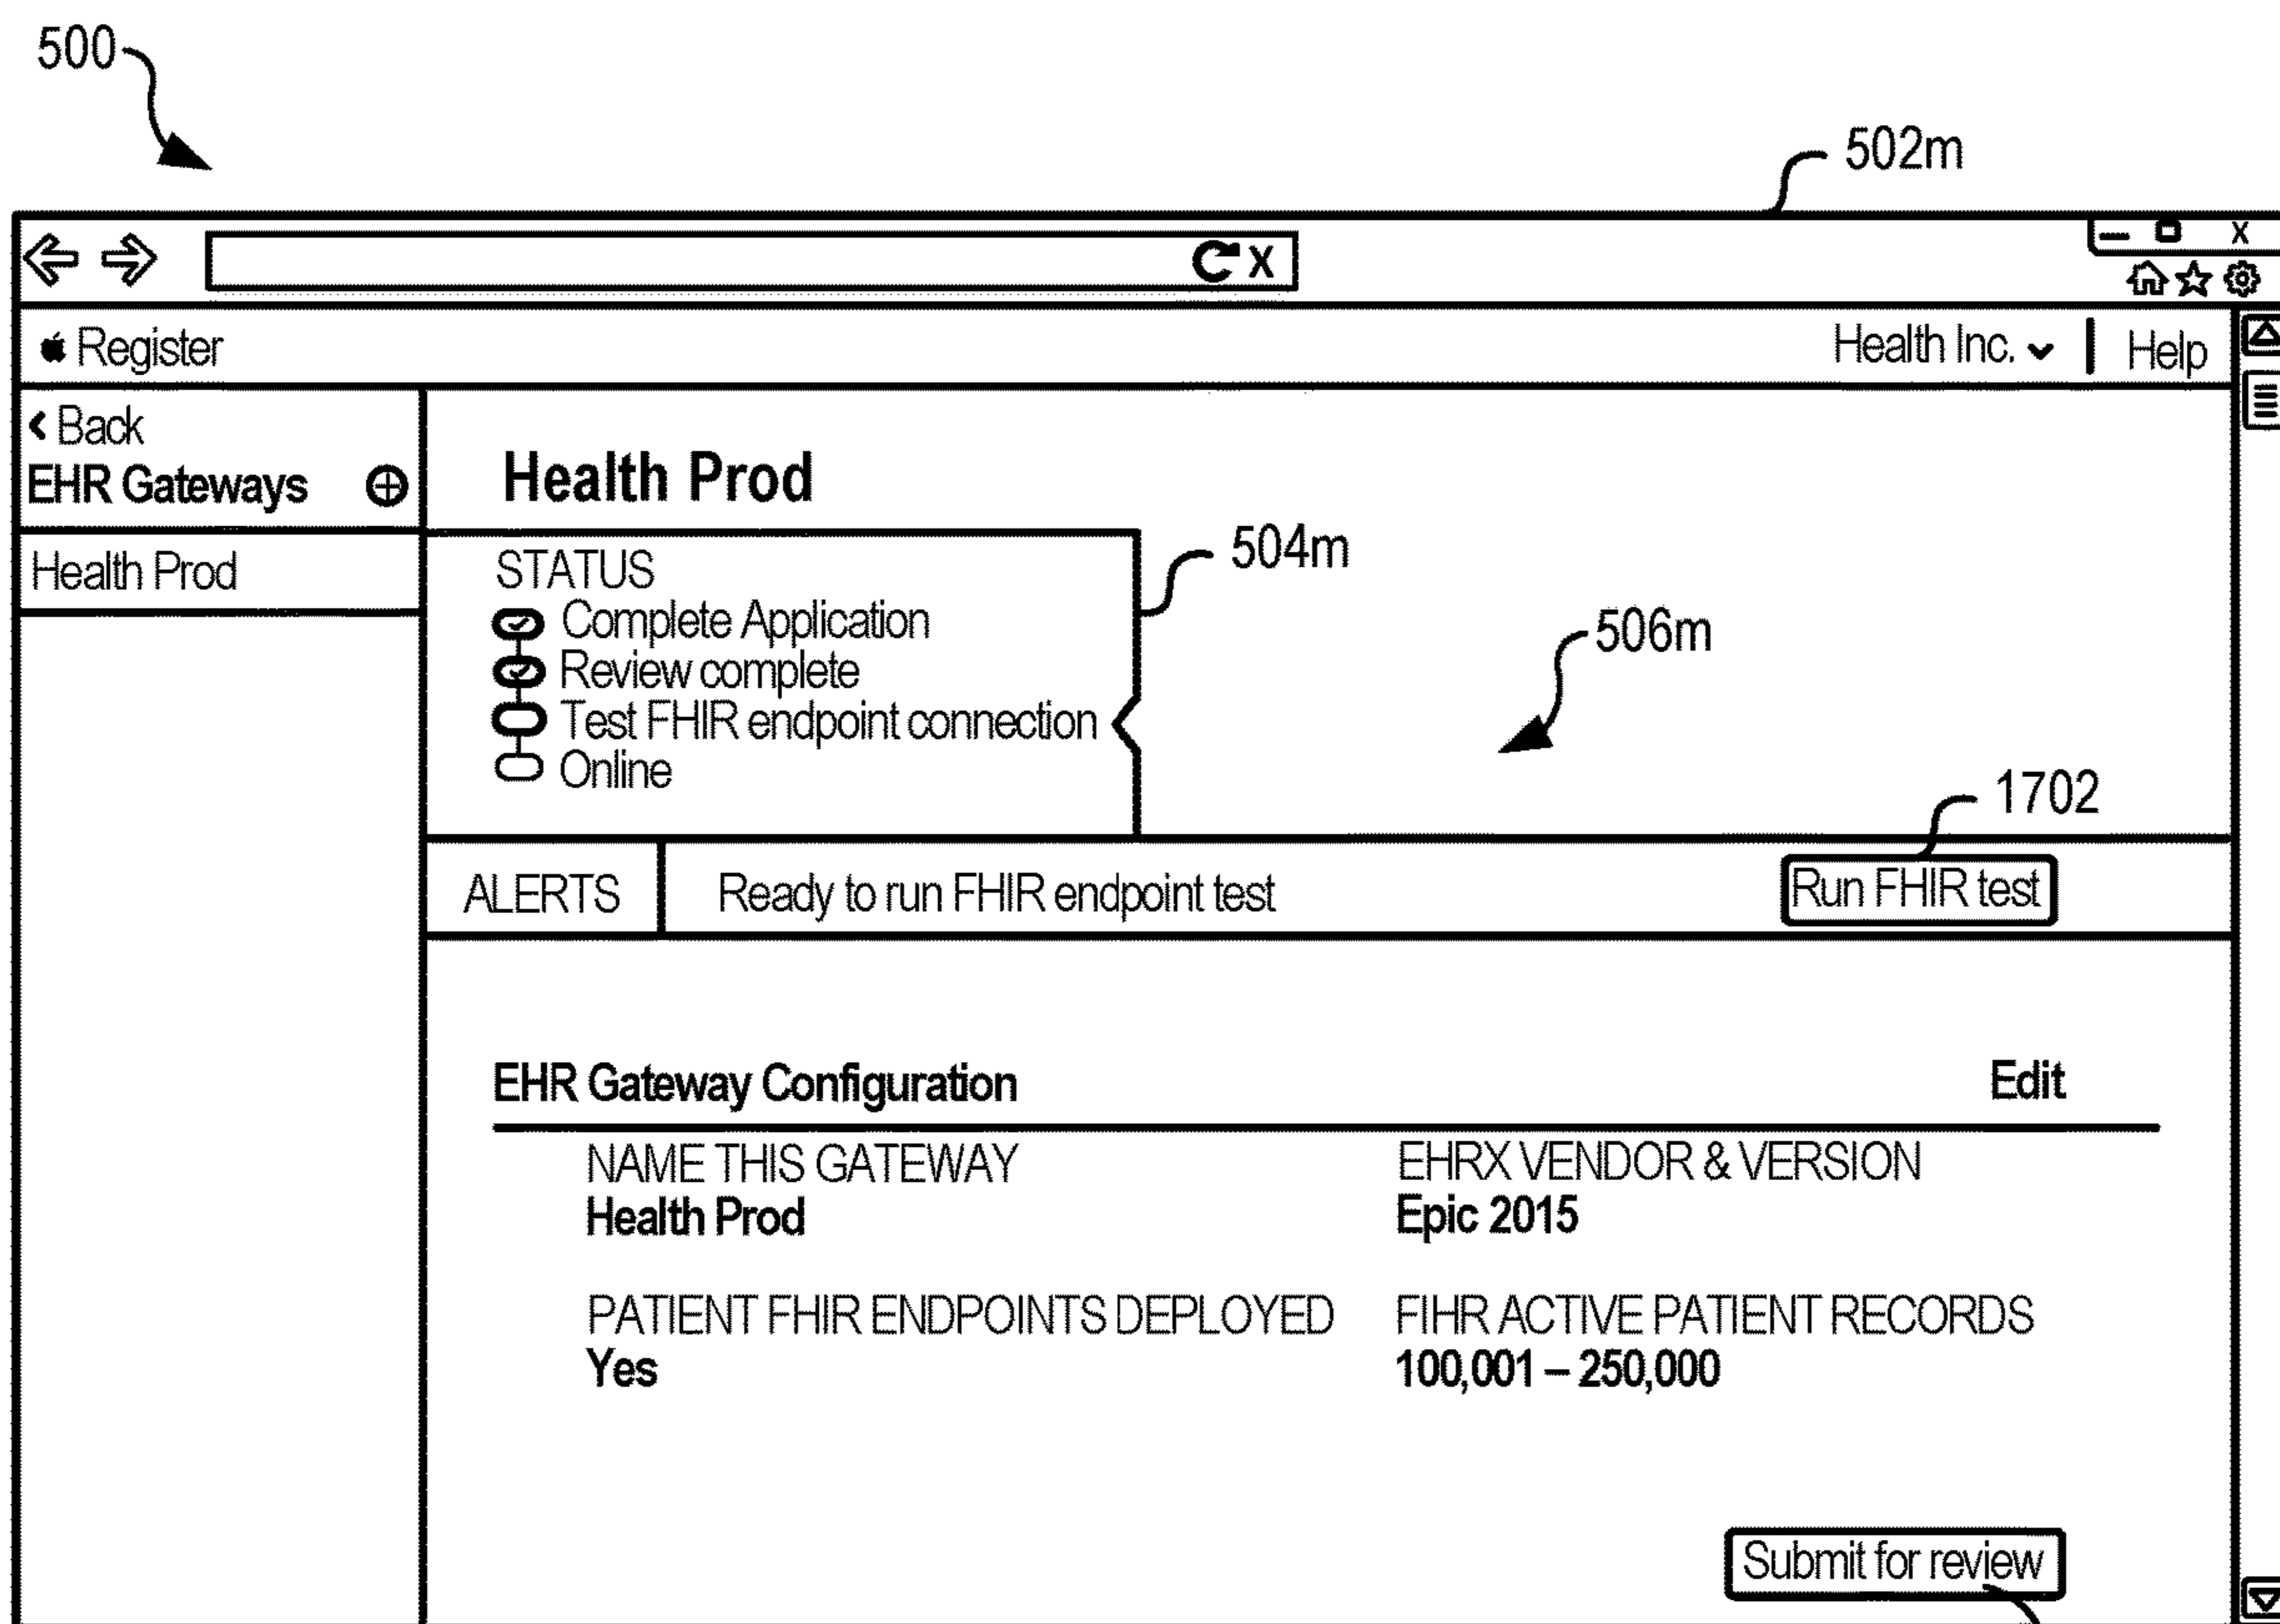 500
502m
X
X
Register
Health Inc. | Help
Back
EHR Gateways
Health Prod
Health Prod
504m
STATUS
Complete Application
Review complete
Test FHIR endpoint connection
Online
506m
1702
ALERTS
Ready to run FHIR endpoint test
Run FHIR test
EHR Gateway Configuration
Edit
NAME THIS GATEWAY
Health Prod
EHRX VENDOR & VERSION
Epic 2015
PATIENT FHIR ENDPOINTS DEPLOYED
Yes
FIHR ACTIVE PATIENT RECORDS
100,001 – 250,000
Submit for review